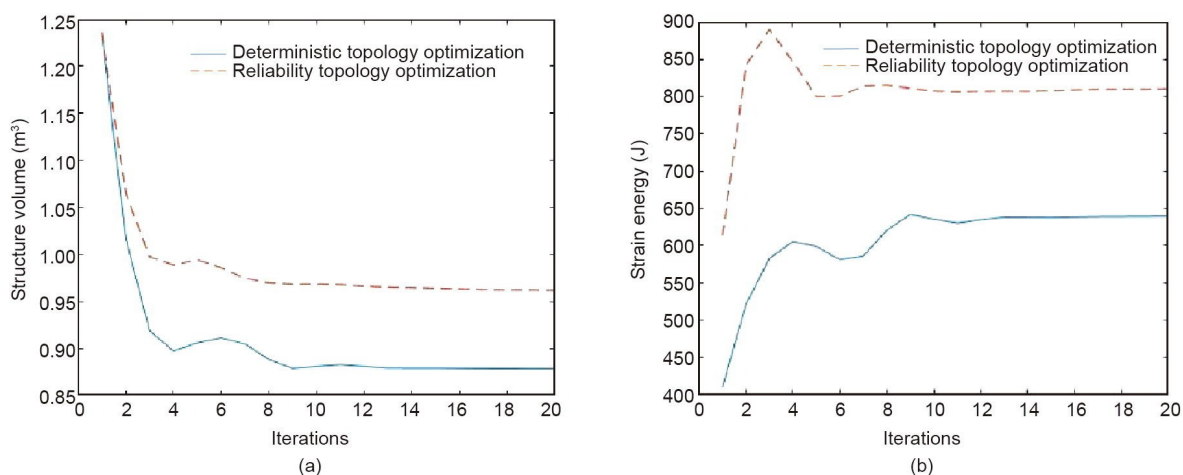 1.25
1.20
1.15
1.10
1.05
1.00
0.95
0.90
0.85
Structure volume (m³)
Deterministic topology optimization
Reliability topology optimization
0 2 4 6 8 10 12 14 16 18 20
Iterations
(a)
900
850
800
750
700
650
600
550
500
450
400
Strain energy (J)
Deterministic topology optimization
Reliability topology optimization
0 2 4 6 8 10 12 14 16 18 20
Iterations
(b)